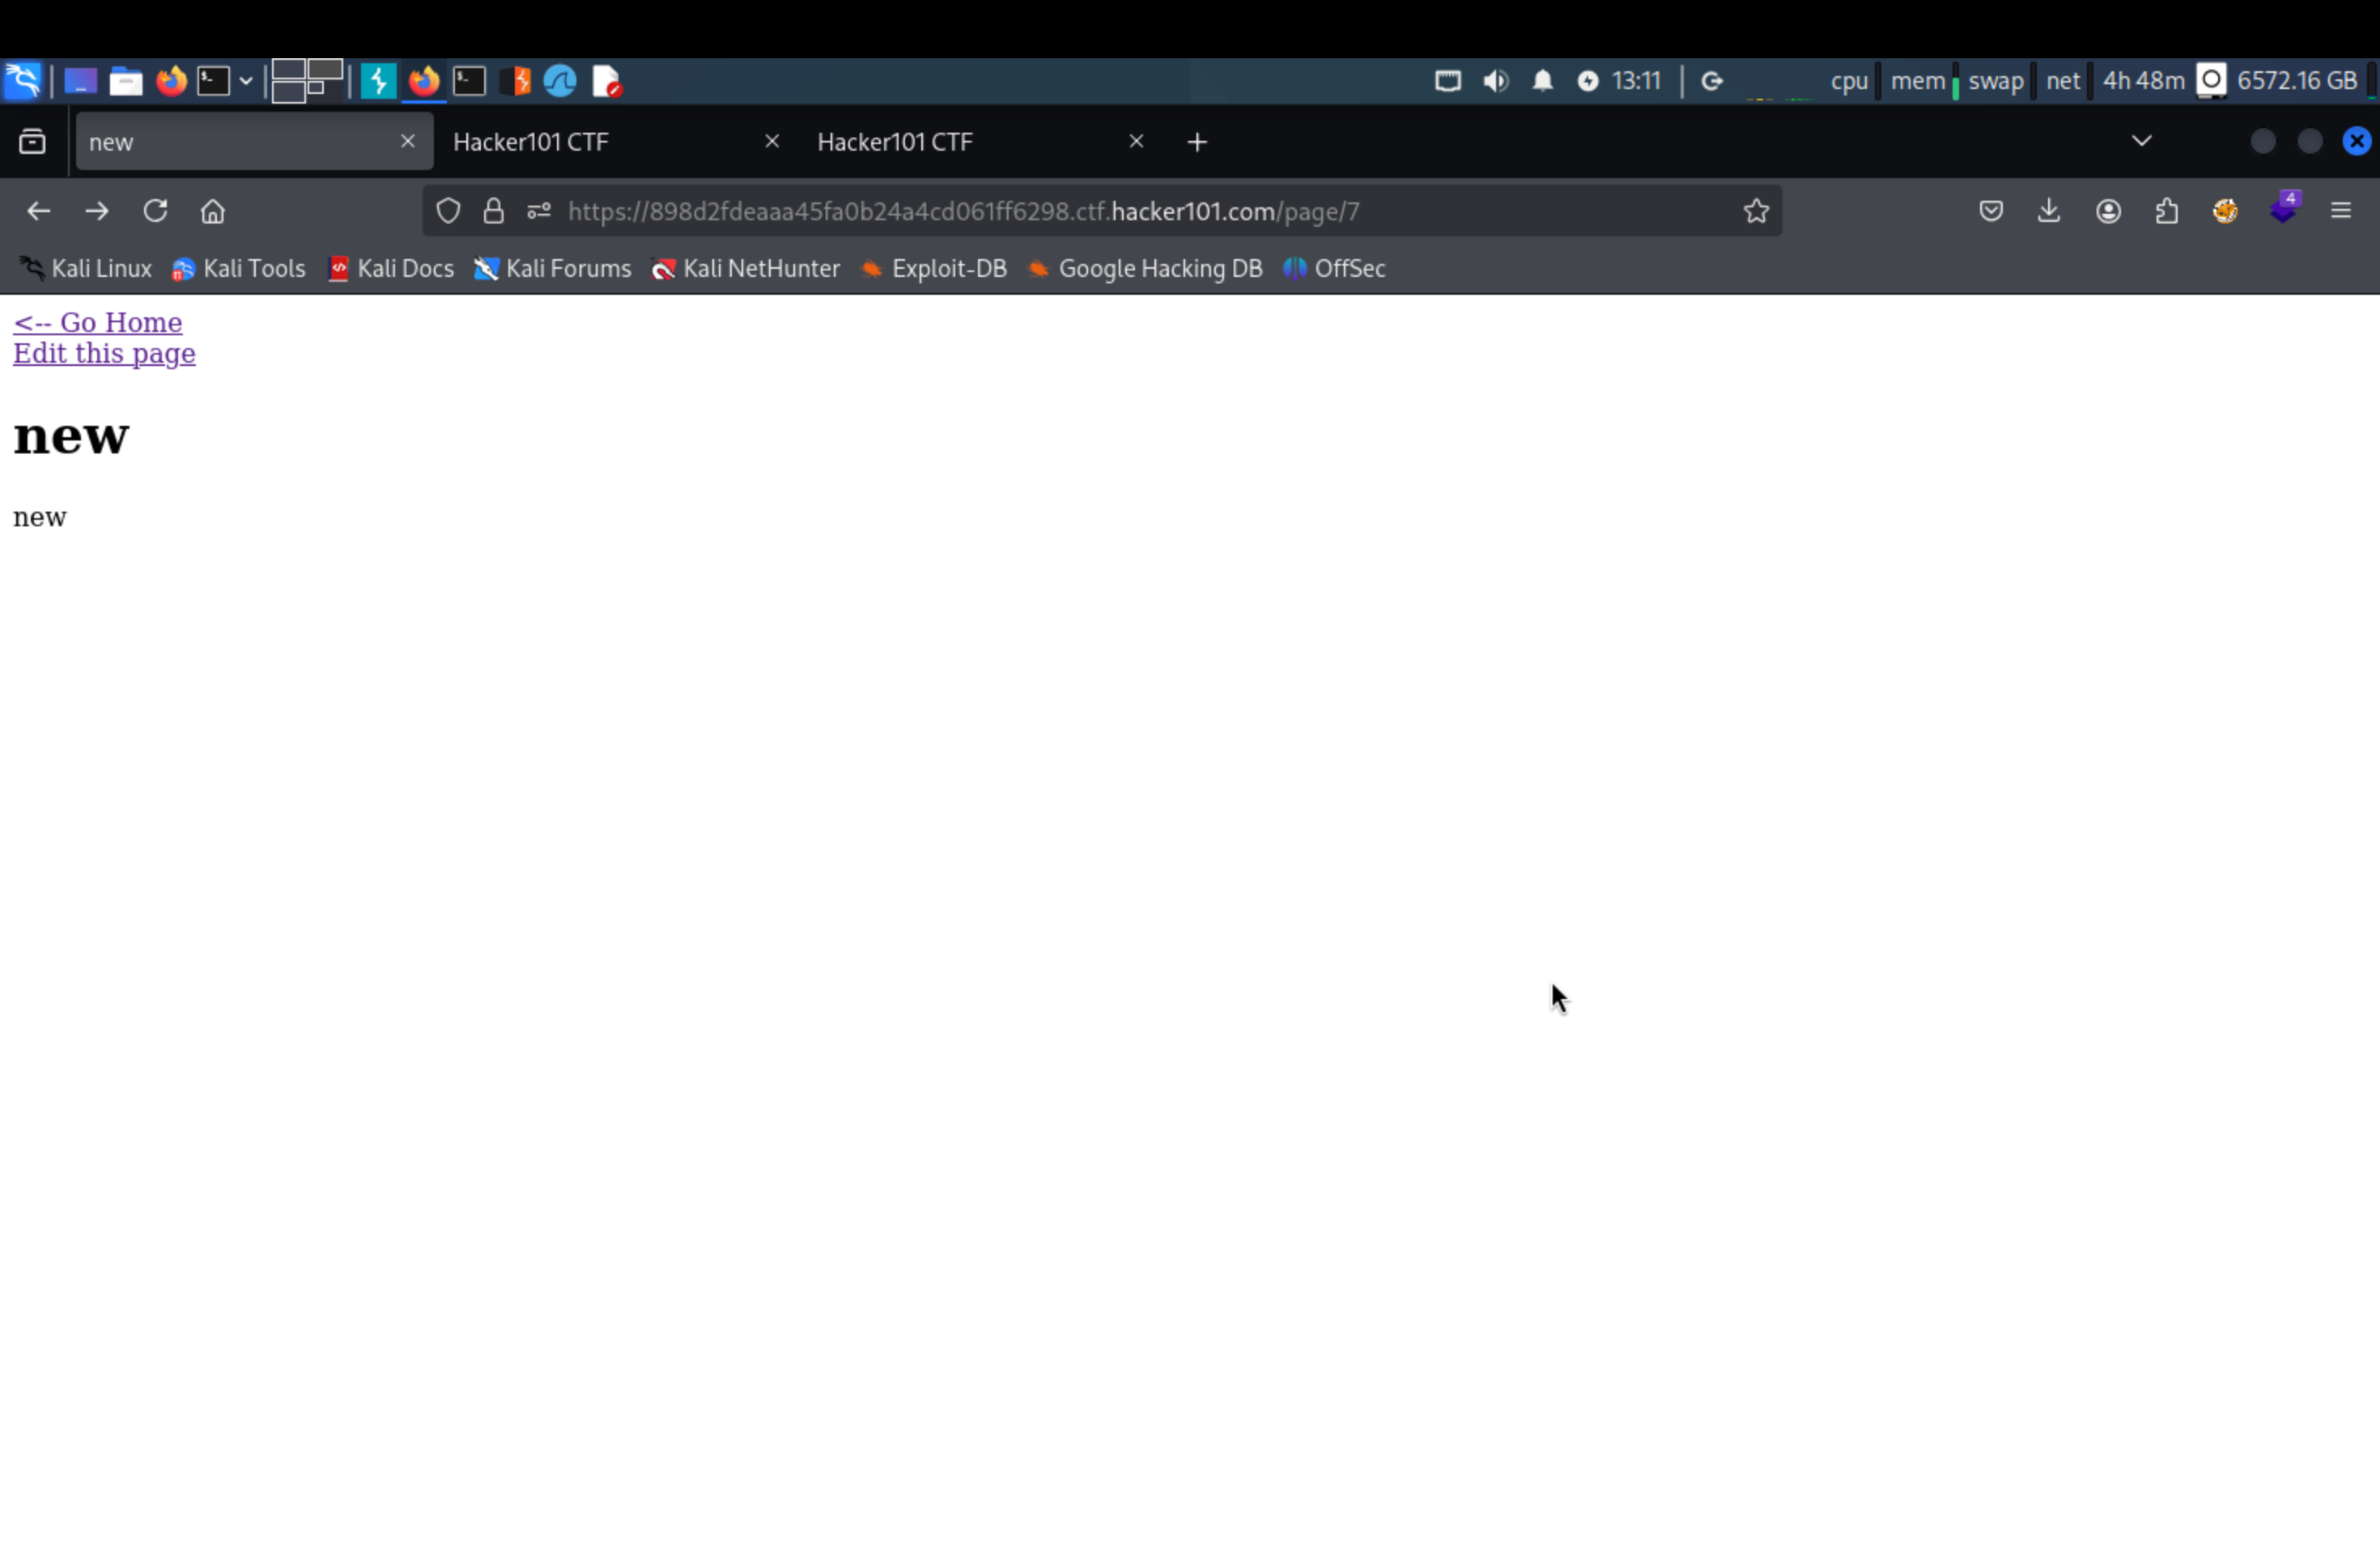 13:11 cpu mem swap net 4h 48m 6572.16 GB
new Hacker101 CTF Hacker101 CTF
https://898d2fdeaaa45fa0b24a4cd061ff6298.ctf.hacker101.com/page/7
4
Kali Linux Kali Tools Kali Docs Kali Forums Kali NetHunter Exploit-DB Google Hacking DB OffSec
<-- Go Home
Edit this page
new
new